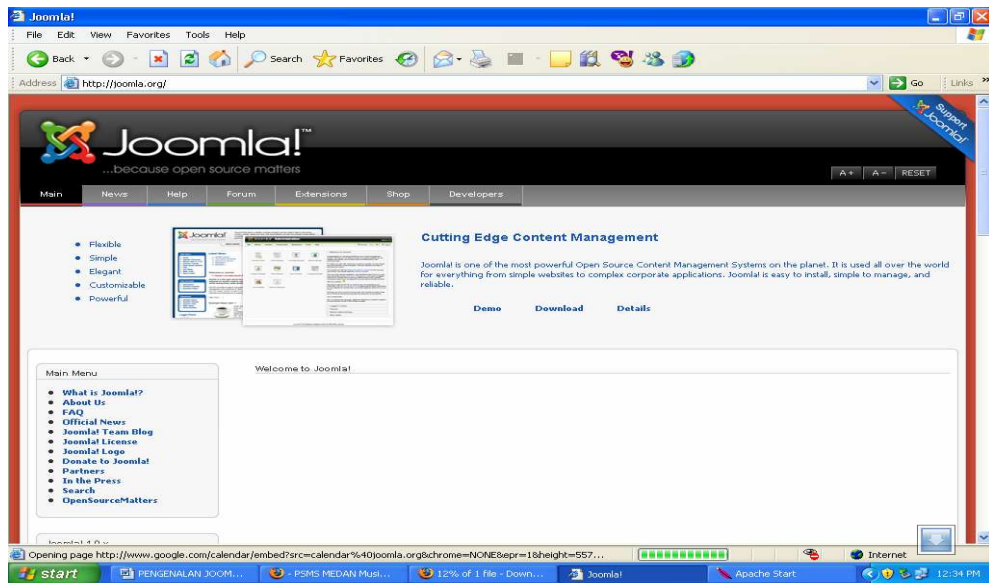 Joomla!
File Edit View Favorites Tools Help
Back Search Favorites
Address http://joomla.org/ Go Links »
Support Joomla!
Joomla!™
...because open source matters
A+ A- RESET
Main News Help Forum Extensions Shop Developers
Flexible
Simple
Elegant
Customizable
Powerful
Cutting Edge Content Management
Joomla! is one of the most powerful Open Source Content Management Systems on the planet. It is used all over the world
for everything from simple websites to complex corporate applications. Joomla! is easy to install, simple to manage, and
reliable.
Demo Download Details
Main Menu
What is Joomla!?
About Us
FAQ
Official News
Joomla! Team Blog
Joomla! License
Joomla! Logo
Donate to Joomla!
Partners
In the Press
Search
OpenSourceMatters
Welcome to Joomla!
Joomla! 1.0.x
Opening page http://www.google.com/calendar/embed?src=calendar%40joomla.org&chrome=NONE&epr=1&height=557... Internet
start PENGENALAN JOOM... - PSMS MEDAN Musi... 12% of 1 file - Down... Joomla! Apache Start 12:34 PM